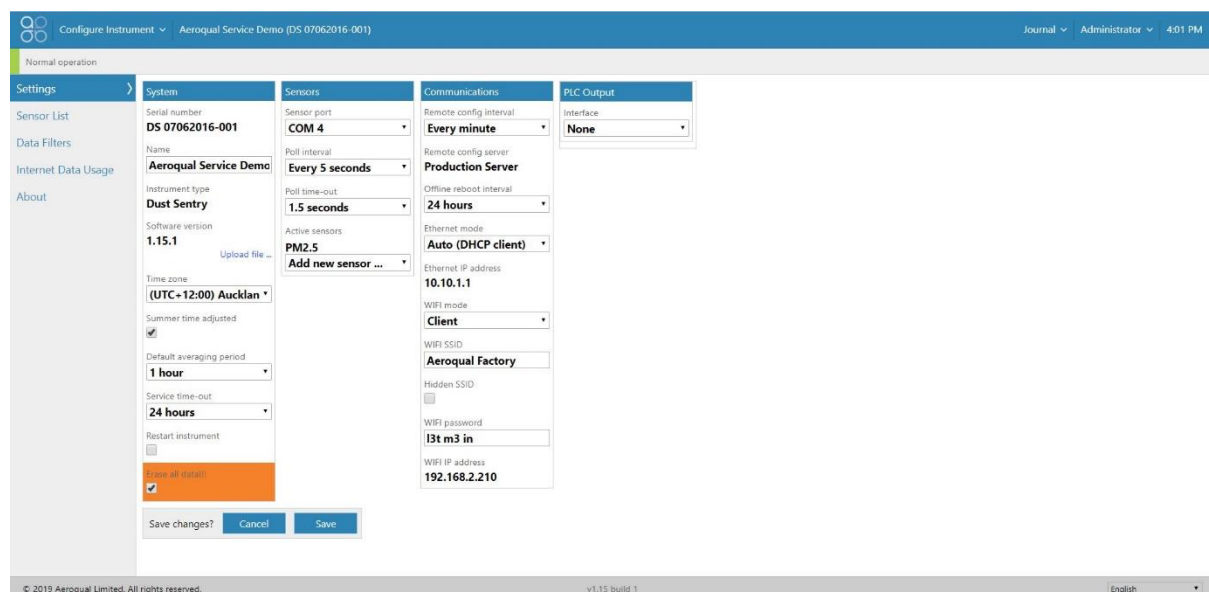 Configure Instrument
Aeroqual Service Demo (DS 07062016-001)
Journal
Administrator
4:01 PM
Normal operation
Settings
Sensor List
Data Filters
Internet Data Usage
About
System
Serial number
DS 07062016-001
Name
Aeroqual Service Demo
Instrument type
Dust Sentry
Software version
1.15.1
Upload file ...
Time zone
(UTC+12:00) Aucklan
Summer time adjusted
Default averaging period
1 hour
Service time-out
24 hours
Restart instrument
Erase all data!!!
Sensors
Sensor port
COM 4
Poll interval
Every 5 seconds
Poll time-out
1.5 seconds
Active sensors
PM2.5
Add new sensor ...
Communications
Remote config interval
Every minute
Remote config server
Production Server
Offline reboot interval
24 hours
Ethernet mode
Auto (DHCP client)
Ethernet IP address
10.10.1.1
WIFI mode
Client
WIFI SSID
Aeroqual Factory
Hidden SSID
WIFI password
l3t m3 in
WIFI IP address
192.168.2.210
PLC Output
Interface
None
Save changes?
Cancel
Save
© 2019 Aeroqual Limited. All rights reserved.
v1.15 build 1
English